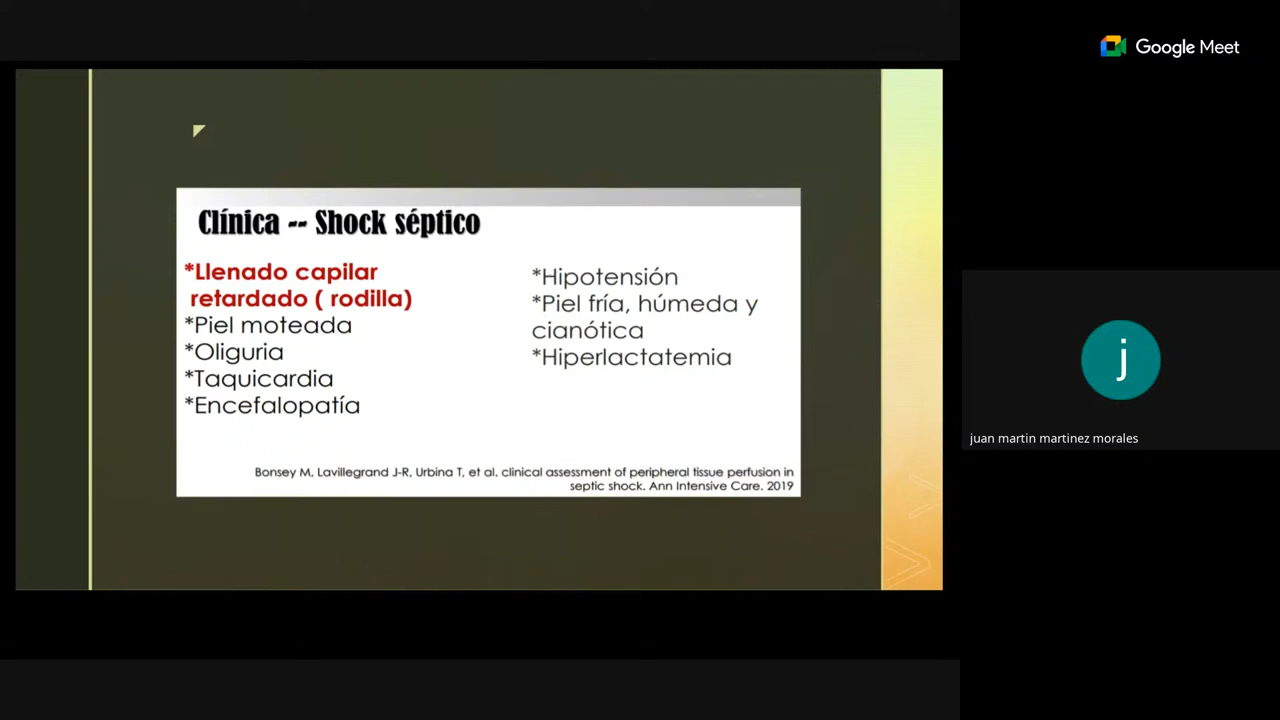 Google Meet
Clínica -- Shock séptico
*Llenado capilar
retardado ( rodilla)
*Piel moteada
*Oliguria
*Taquicardia
*Encefalopatía
*Hipotensión
*Piel fría, húmeda y
cianótica
*Hiperlactatemia
Bonsey M, Lavillegrand J-R, Urbina T, et al. clinical assessment of peripheral tissue perfusion in
septic shock. Ann Intensive Care. 2019
j
juan martin martinez morales